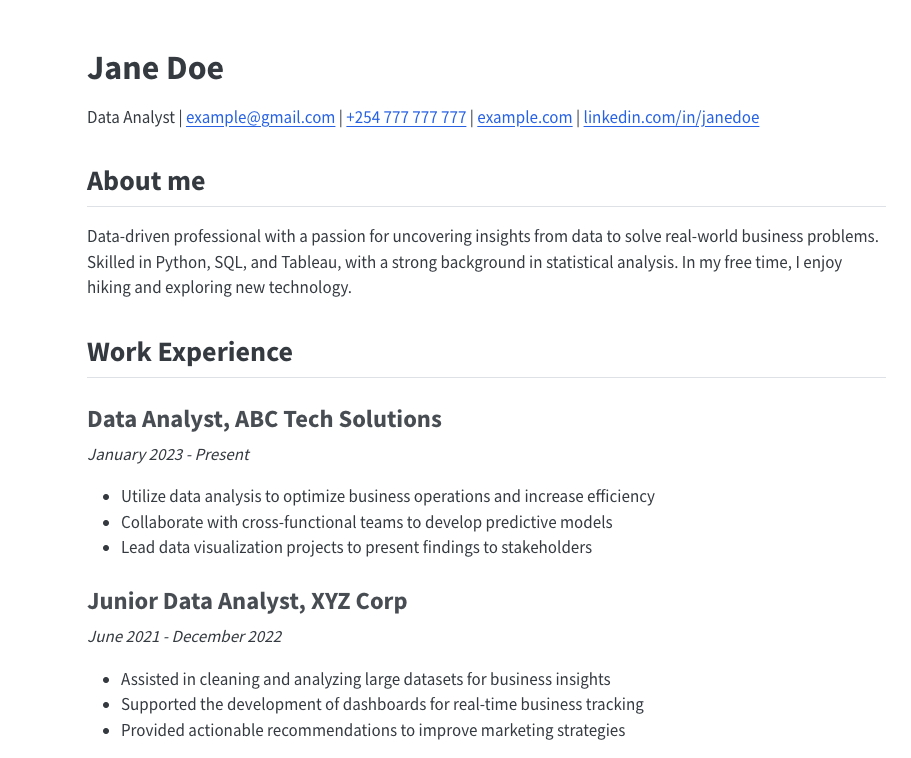 Jane Doe
Data Analyst | example@gmail.com | +254 777 777 777 | example.com | linkedin.com/in/janedoe
About me
Data-driven professional with a passion for uncovering insights from data to solve real-world business problems.
Skilled in Python, SQL, and Tableau, with a strong background in statistical analysis. In my free time, I enjoy
hiking and exploring new technology.
Work Experience
Data Analyst, ABC Tech Solutions
January 2023 - Present
• Utilize data analysis to optimize business operations and increase efficiency
• Collaborate with cross-functional teams to develop predictive models
• Lead data visualization projects to present findings to stakeholders
Junior Data Analyst, XYZ Corp
June 2021 - December 2022
• Assisted in cleaning and analyzing large datasets for business insights
• Supported the development of dashboards for real-time business tracking
• Provided actionable recommendations to improve marketing strategies